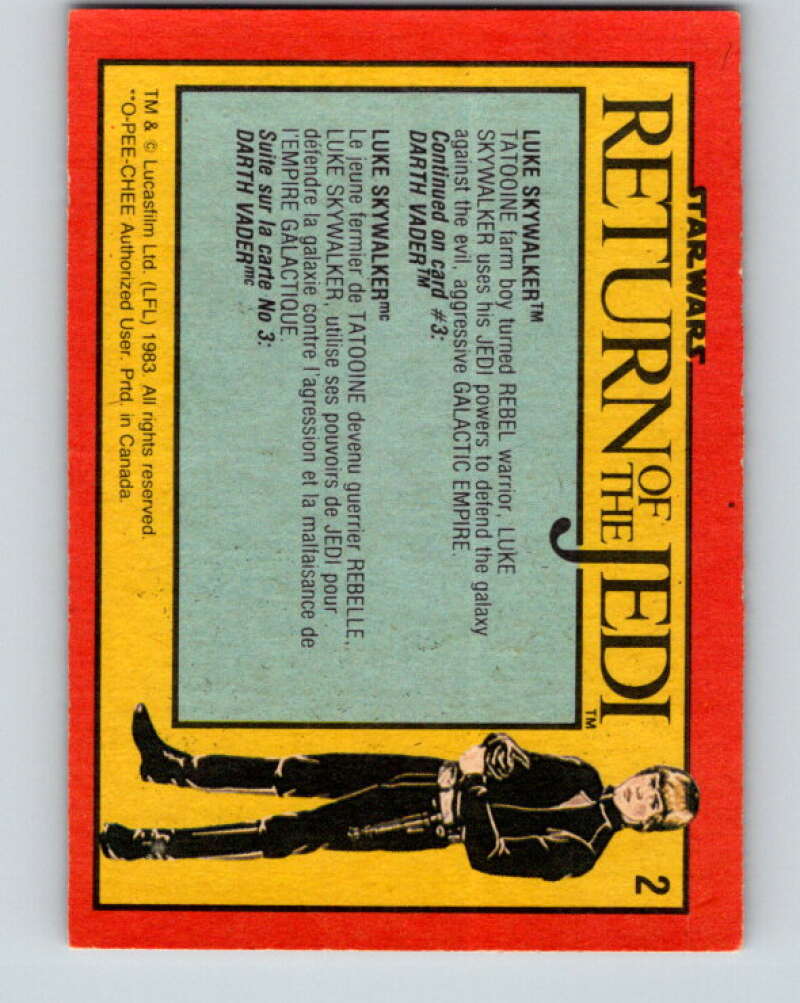 STAR WARS
RETURN OF THE JEDI™
2
LUKE SKYWALKER™
TATOOINE farm boy turned REBEL warrior, LUKE
SKYWALKER uses his JEDI powers to defend the galaxy
against the evil, aggressive GALACTIC EMPIRE.
Continued on card #3:
DARTH VADER™
LUKE SKYWALKERmc
Le jeune fermier de TATOOINE devenu guerrier REBELLE,
LUKE SKYWALKER, utilise ses pouvoirs de JEDI pour
défendre la galaxie contre l'agression et la malfaisance de
l'EMPIRE GALACTIQUE.
Suite sur la carte No 3:
DARTH VADERmc
TM & © Lucasfilm Ltd. (LFL) 1983. All rights reserved.
**O-PEE-CHEE Authorized User. Prtd. in Canada.